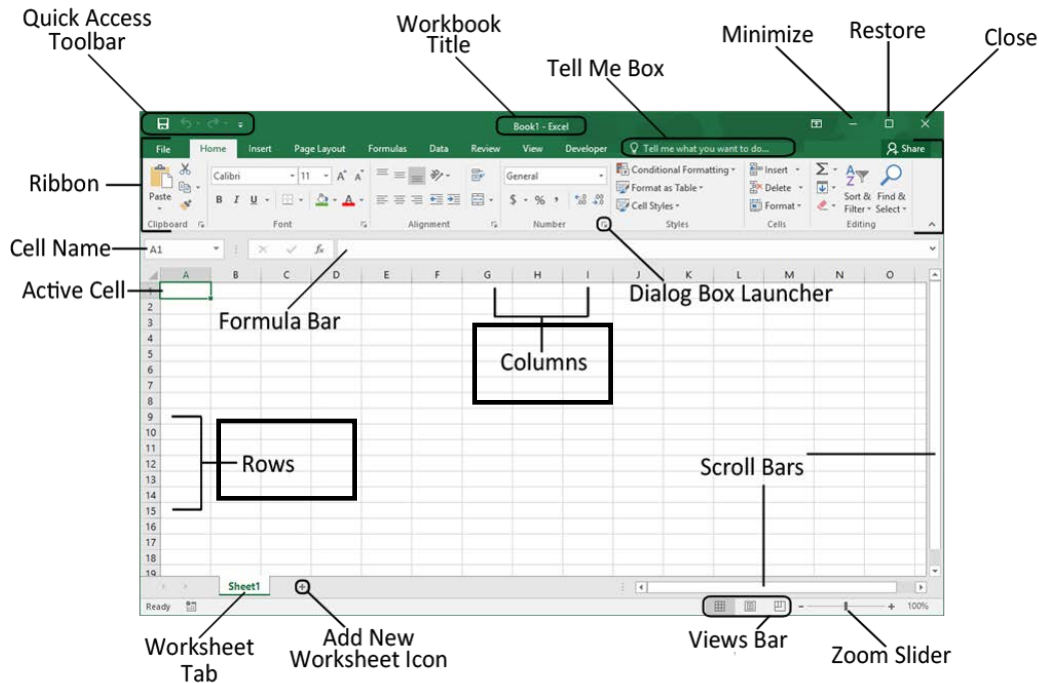 Quick Access
Toolbar
Workbook
Title
Tell Me Box
Minimize
Restore
Close
Book1 - Excel
File Home Insert Page Layout Formulas Data Review View Developer Tell me what you want to do... Share
Ribbon
Paste
Calibri 11
B I U A
General
$ % ,
Conditional Formatting
Format as Table
Cell Styles
Insert
Delete
Format
Sort &
Filter
Find &
Select
Clipboard Font Alignment Number Styles Cells Editing
Cell Name
A1 fx
A B C D E F G H I J K L M N O
Active Cell
Formula Bar
Dialog Box Launcher
Columns
1
2
3
4
5
6
7
8
9
10
11
12
13
14
15
16
17
18
19
Rows
Scroll Bars
Sheet1
Ready 100%
Worksheet
Tab
Add New
Worksheet Icon
Views Bar
Zoom Slider